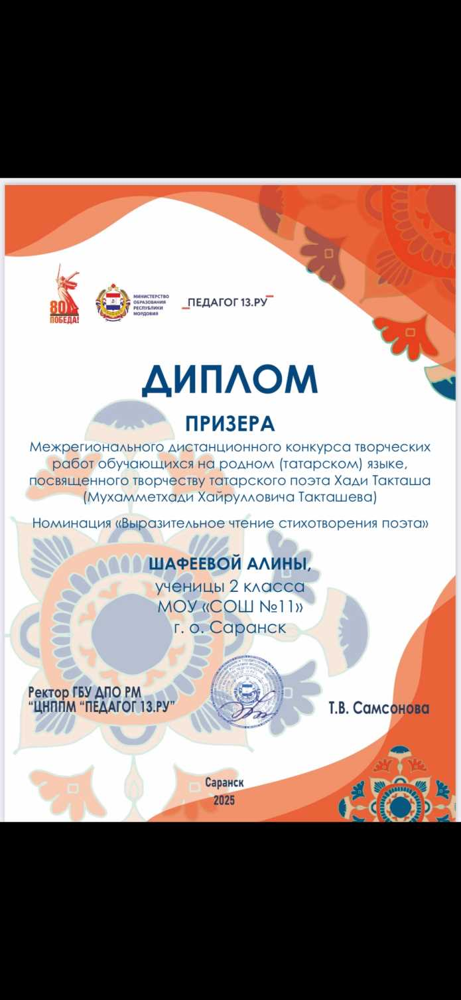 80
ПОБЕДА!
МИНИСТЕРСТВО
ОБРАЗОВАНИЯ
РЕСПУБЛИКИ
МОРДОВИЯ
_ПЕДАГОГ 13.РУ‾
ДИПЛОМ
ПРИЗЕРА
Межрегионального дистанционного конкурса творческих
работ обучающихся на родном (татарском) языке,
посвященного творчеству татарского поэта Хади Такташа
(Мухамметхади Хайрулловича Такташева)
Номинация «Выразительное чтение стихотворения поэта»
ШАФЕЕВОЙ АЛИНЫ,
ученицы 2 класса
МОУ «СОШ №11»
г. о. Саранск
Ректор ГБУ ДПО РМ
“ЦНППМ “ПЕДАГОГ 13.РУ”
Т.В. Самсонова
Саранск
2025